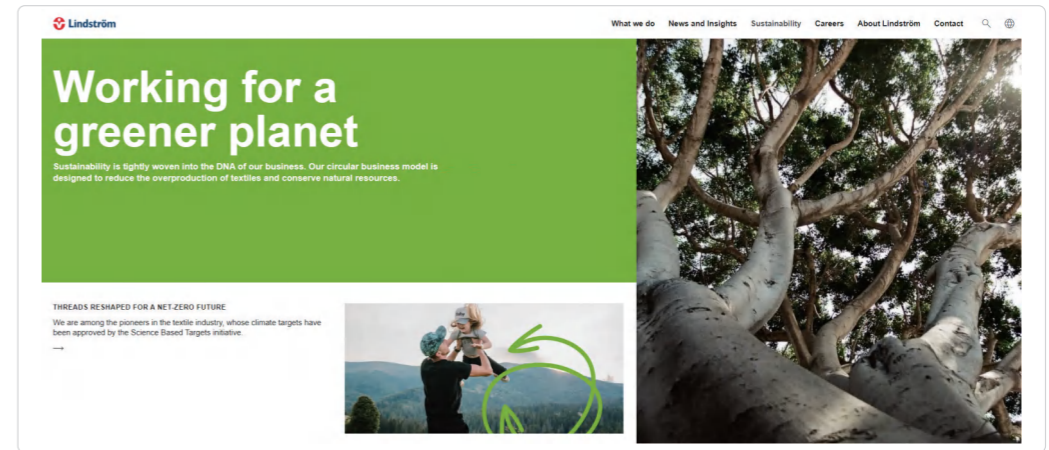 Lindström
What we do News and Insights Sustainability Careers About Lindström Contact
Working for a
greener planet
Sustainability is tightly woven into the DNA of our business. Our circular business model is
designed to reduce the overproduction of textiles and conserve natural resources.
THREADS RESHAPED FOR A NET-ZERO FUTURE
We are among the pioneers in the textile industry, whose climate targets have
been approved by the Science Based Targets initiative.